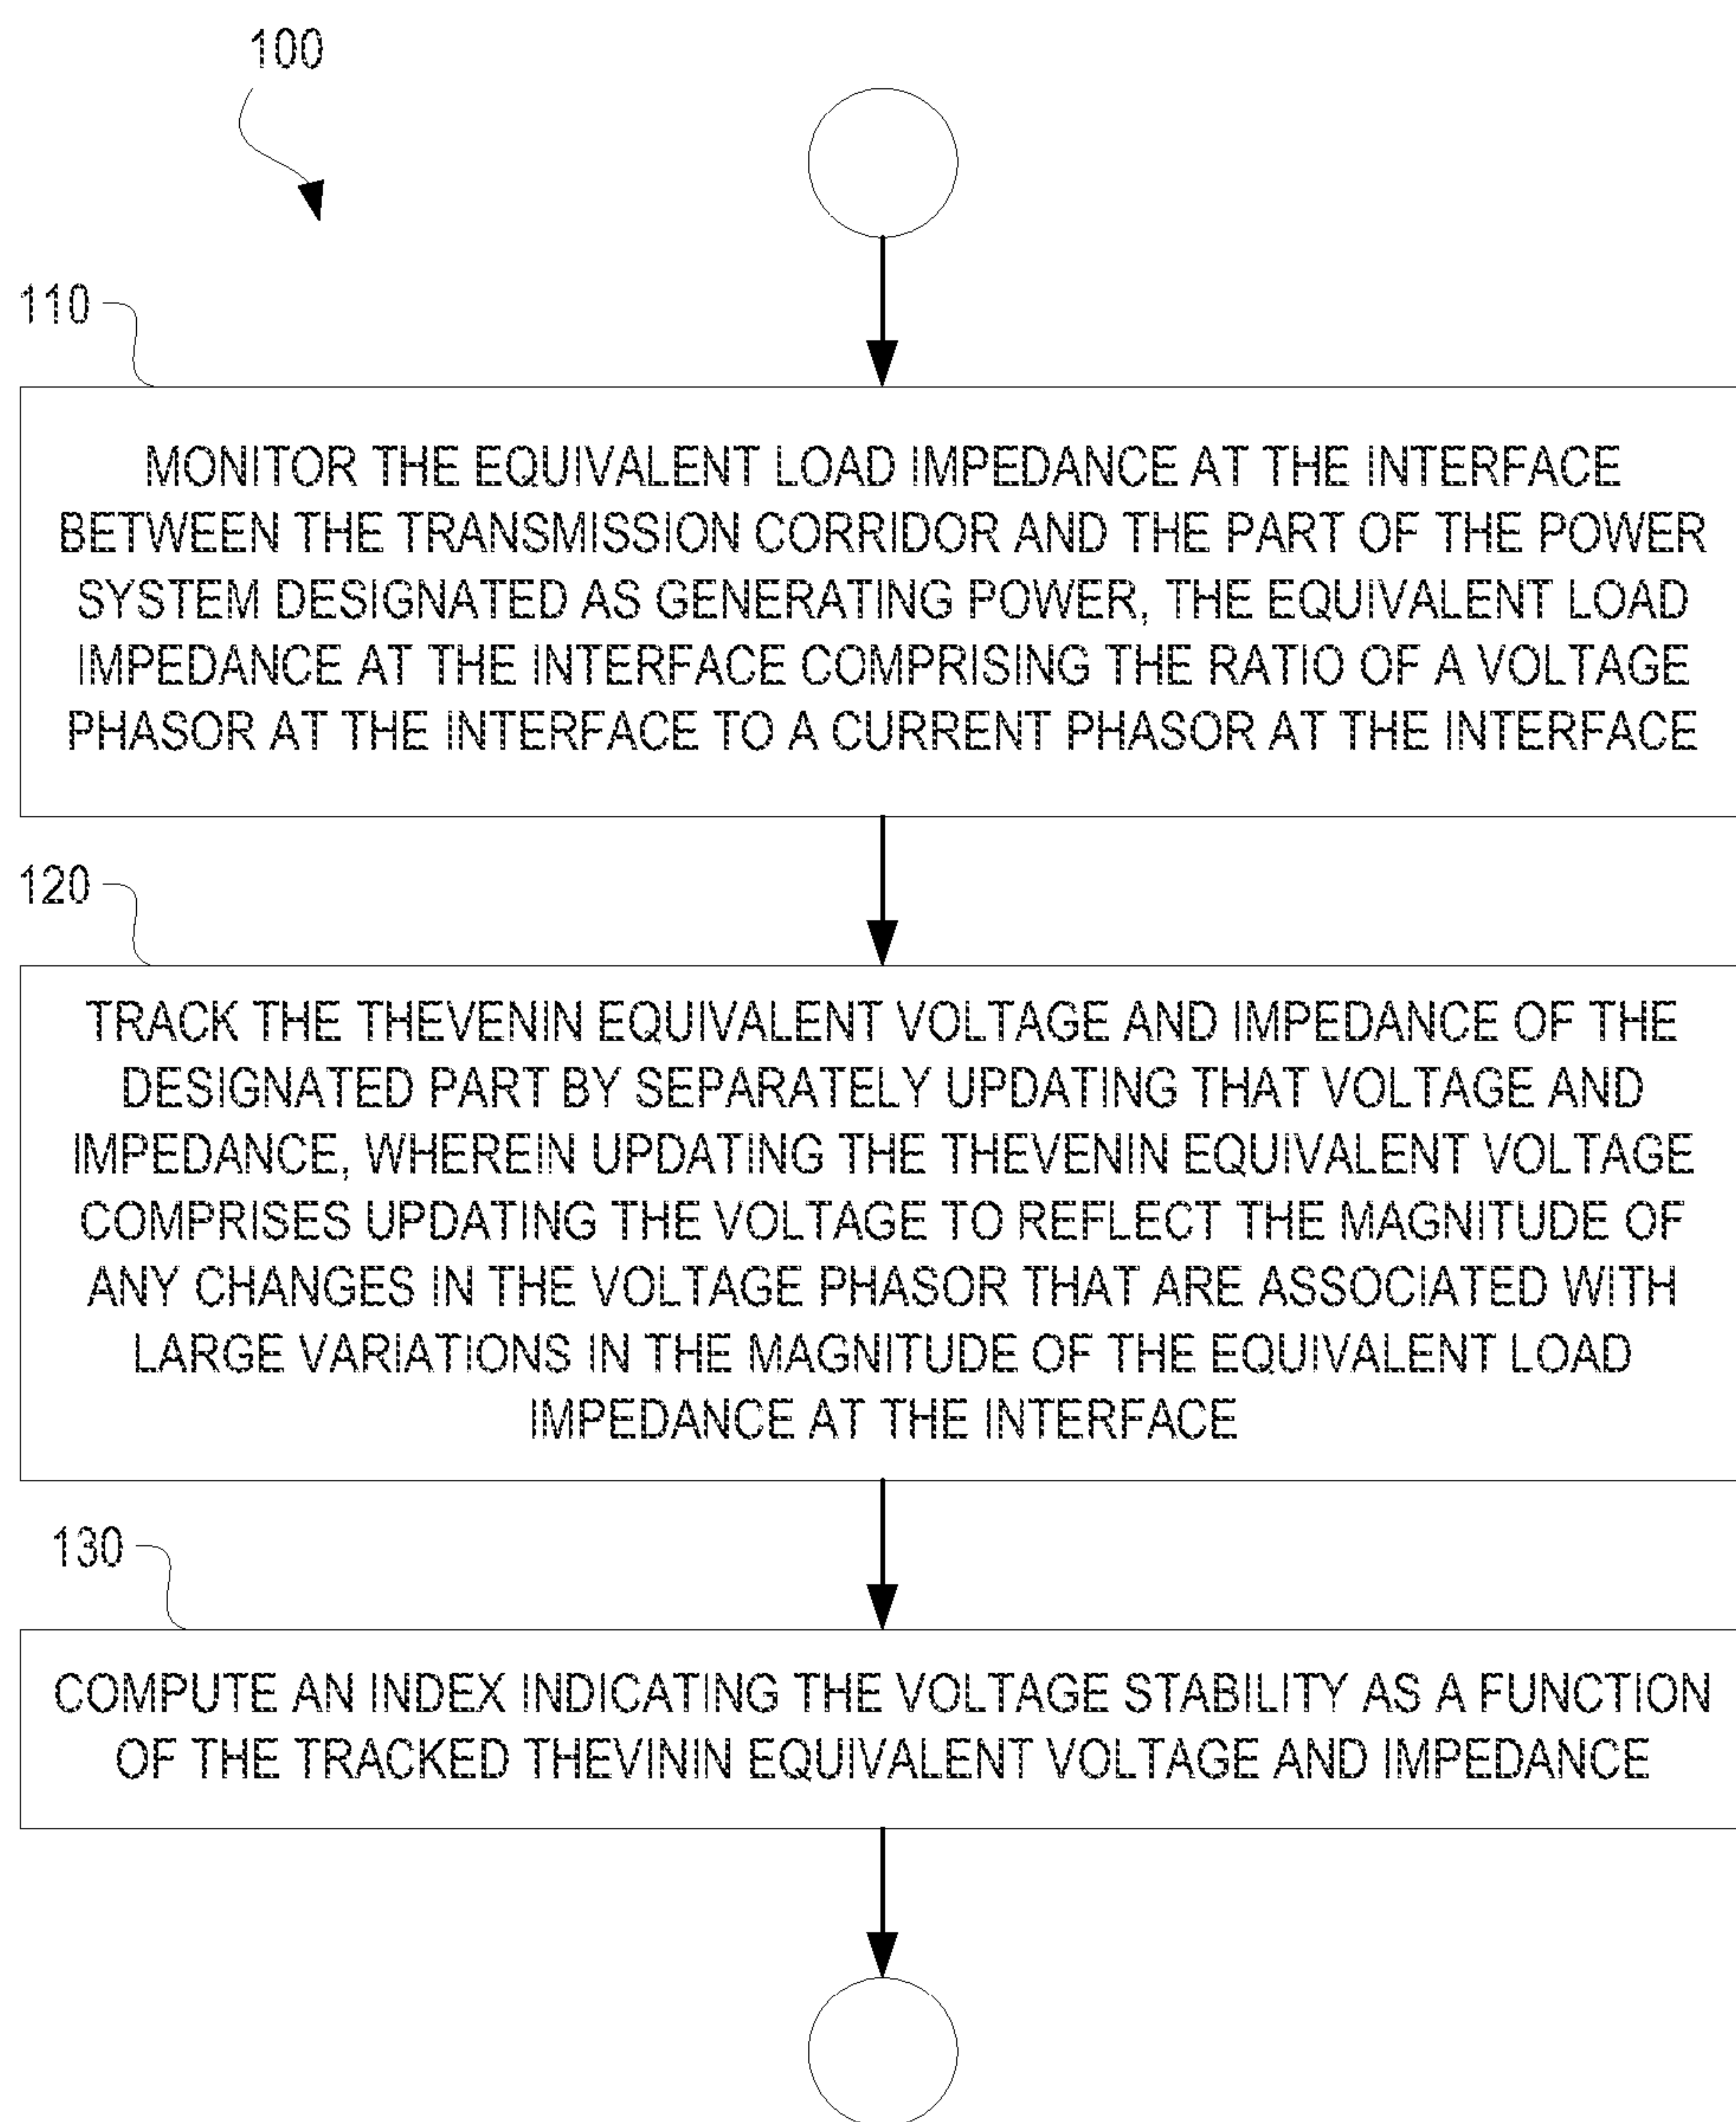 100
110
MONITOR THE EQUIVALENT LOAD IMPEDANCE AT THE INTERFACE
BETWEEN THE TRANSMISSION CORRIDOR AND THE PART OF THE POWER
SYSTEM DESIGNATED AS GENERATING POWER, THE EQUIVALENT LOAD
IMPEDANCE AT THE INTERFACE COMPRISING THE RATIO OF A VOLTAGE
PHASOR AT THE INTERFACE TO A CURRENT PHASOR AT THE INTERFACE
120
TRACK THE THEVENIN EQUIVALENT VOLTAGE AND IMPEDANCE OF THE
DESIGNATED PART BY SEPARATELY UPDATING THAT VOLTAGE AND
IMPEDANCE, WHEREIN UPDATING THE THEVENIN EQUIVALENT VOLTAGE
COMPRISES UPDATING THE VOLTAGE TO REFLECT THE MAGNITUDE OF
ANY CHANGES IN THE VOLTAGE PHASOR THAT ARE ASSOCIATED WITH
LARGE VARIATIONS IN THE MAGNITUDE OF THE EQUIVALENT LOAD
IMPEDANCE AT THE INTERFACE
130
COMPUTE AN INDEX INDICATING THE VOLTAGE STABILITY AS A FUNCTION
OF THE TRACKED THEVININ EQUIVALENT VOLTAGE AND IMPEDANCE